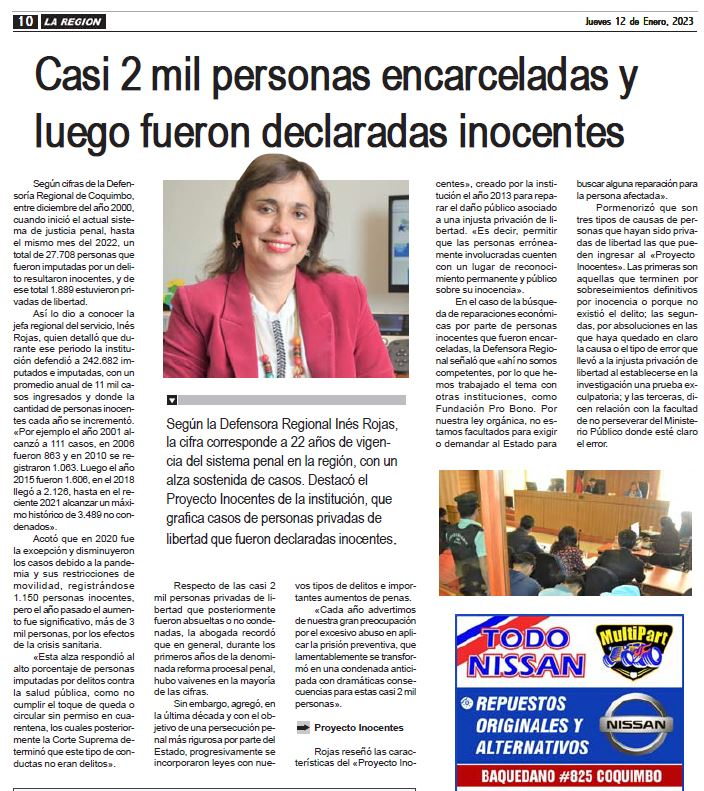 10 LA REGION
Jueves 12 de Enero, 2023
Casi 2 mil personas encarceladas y
luego fueron declaradas inocentes
Según cifras de la Defen-
soría Regional de Coquimbo,
entre diciembre del año 2000,
cuando inició el actual siste-
ma de justicia penal, hasta
el mismo mes del 2022, un
total de 27.708 personas que
fueron imputadas por un deli-
to resultaron inocentes, y de
ese total 1.889 estuvieron pri-
vadas de libertad.
Así lo dio a conocer la
jefa regional del servicio, Inés
Rojas, quien detalló que du-
rante ese periodo la institu-
ción defendió a 242.682 im-
putados e imputadas, con un
promedio anual de 11 mil ca-
sos ingresados y donde la
cantidad de personas inocen-
tes cada año se incrementó.
«Por ejemplo el año 2001 al-
canzó a 111 casos, en 2006
fueron 863 y en 2010 se re-
gistraron 1.063. Luego el año
2015 fueron 1.606, en el 2018
llegó a 2.126, hasta en el re-
ciente 2021 alcanzar un máxi-
mo histórico de 3.489 no con-
denados».
Acotó que en 2020 fue
la excepción y disminuyeron
los casos debido a la pande-
mia y sus restricciones de
movilidad, registrándose
1.150 personas inocentes,
pero el año pasado el aumen-
to fue significativo, más de 3
mil personas, por los efectos
de la crisis sanitaria.
«Esta alza respondió al
alto porcentaje de personas
imputadas por delitos contra
la salud pública, como no
cumplir el toque de queda o
circular sin permiso en cua-
rentena, los cuales posterior-
mente la Corte Suprema de-
terminó que este tipo de con-
ductas no eran delitos».
Según la Defensora Regional Inés Rojas,
la cifra corresponde a 22 años de vigen-
cia del sistema penal en la región, con un
alza sostenida de casos. Destacó el
Proyecto Inocentes de la institución, que
grafica casos de personas privadas de
libertad que fueron declaradas inocentes.
Respecto de las casi 2
mil personas privadas de li-
bertad que posteriormente
fueron absueltas o no conde-
nadas, la abogada recordó
que en general, durante los
primeros años de la denomi-
nada reforma procesal penal,
hubo vaivenes en la mayoría
de las cifras.
Sin embargo, agregó, en
la última década y con el ob-
jetivo de una persecución pe-
nal más rigurosa por parte del
Estado, progresivamente se
incorporaron leyes con nue-
vos tipos de delitos e impor-
tantes aumentos de penas.
«Cada año advertimos
de nuestra gran preocupación
por el excesivo abuso en apli-
car la prisión preventiva, que
lamentablemente se transfor-
mó en una condena anticipa-
da con dramáticas conse-
cuencias para estas casi 2 mil
personas».
Proyecto Inocentes
Rojas reseñó las carac-
terísticas del «Proyecto Ino-
centes», creado por la insti-
tución el año 2013 para repa-
rar el daño público asociado
a una injusta privación de li-
bertad. «Es decir, permitir
que las personas errónea-
mente involucradas cuenten
con un lugar de reconoci-
miento permanente y público
sobre su inocencia».
En el caso de la búsque-
da de reparaciones económi-
cas por parte de personas
inocentes que fueron encar-
celadas, la Defensora Regio-
nal señaló que «ahí no somos
competentes, por lo que he-
mos trabajado el tema con
otras instituciones, como
Fundación Pro Bono. Por
nuestra ley orgánica, no es-
tamos facultados para exigir
o demandar al Estado para
buscar alguna reparación para
la persona afectada».
Pormenorizó que son
tres tipos de causas de per-
sonas que hayan sido priva-
das de libertad las que pue-
den ingresar al «Proyecto
Inocentes». Las primeras son
aquellas que terminen por
sobreseimientos definitivos
por inocencia o porque no
existió el delito; las segun-
das, por absoluciones en las
que haya quedado en claro
la causa o el tipo de error que
llevó a la injusta privación de
libertad al establecerse en la
investigación una prueba ex-
culpatoria; y las terceras, di-
cen relación con la facultad
de no perseverar del Ministe-
rio Público donde esté claro
el error.
TODO
NISSAN
MultiPart
REPUESTOS
ORIGINALES Y
ALTERNATIVOS
NISSAN
BAQUEDANO #825 COQUIMBO